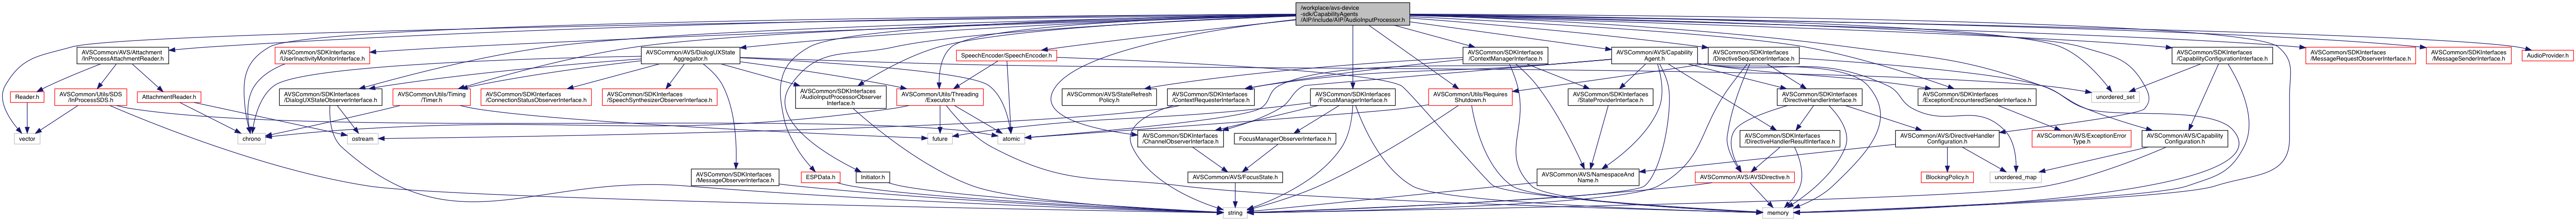 /workplace/avs-device
-sdk/CapabilityAgents
/AIP/include/AIP/AudioInputProcessor.h
AVSCommon/AVS/Attachment
/InProcessAttachmentReader.h
AVSCommon/SDKInterfaces
/UserInactivityMonitorInterface.h
AVSCommon/AVS/DialogUXState
Aggregator.h
SpeechEncoder/SpeechEncoder.h
AVSCommon/SDKInterfaces
/ContextManagerInterface.h
AVSCommon/AVS/Capability
Agent.h
AVSCommon/SDKInterfaces
/DirectiveSequencerInterface.h
AVSCommon/SDKInterfaces
/CapabilityConfigurationInterface.h
AVSCommon/SDKInterfaces
/MessageRequestObserverInterface.h
AVSCommon/SDKInterfaces
/MessageSenderInterface.h
AudioProvider.h
Reader.h
AVSCommon/Utils/SDS
/InProcessSDS.h
AttachmentReader.h
AVSCommon/SDKInterfaces
/DialogUXStateObserverInterface.h
AVSCommon/Utils/Timing
/Timer.h
AVSCommon/SDKInterfaces
/ConnectionStatusObserverInterface.h
AVSCommon/SDKInterfaces
/SpeechSynthesizerObserverInterface.h
AVSCommon/SDKInterfaces
/AudioInputProcessorObserver
Interface.h
AVSCommon/Utils/Threading
/Executor.h
AVSCommon/AVS/StateRefresh
Policy.h
AVSCommon/SDKInterfaces
/ContextRequesterInterface.h
AVSCommon/SDKInterfaces
/FocusManagerInterface.h
AVSCommon/Utils/Requires
Shutdown.h
AVSCommon/SDKInterfaces
/StateProviderInterface.h
AVSCommon/SDKInterfaces
/DirectiveHandlerInterface.h
AVSCommon/SDKInterfaces
/ExceptionEncounteredSenderInterface.h
unordered_set
vector
chrono
ostream
future
atomic
AVSCommon/SDKInterfaces
/ChannelObserverInterface.h
FocusManagerObserverInterface.h
AVSCommon/SDKInterfaces
/DirectiveHandlerResultInterface.h
AVSCommon/AVS/DirectiveHandler
Configuration.h
AVSCommon/AVS/ExceptionError
Type.h
AVSCommon/AVS/Capability
Configuration.h
AVSCommon/SDKInterfaces
/MessageObserverInterface.h
ESPData.h
Initiator.h
AVSCommon/AVS/FocusState.h
AVSCommon/AVS/NamespaceAnd
Name.h
AVSCommon/AVS/AVSDirective.h
BlockingPolicy.h
unordered_map
string
memory